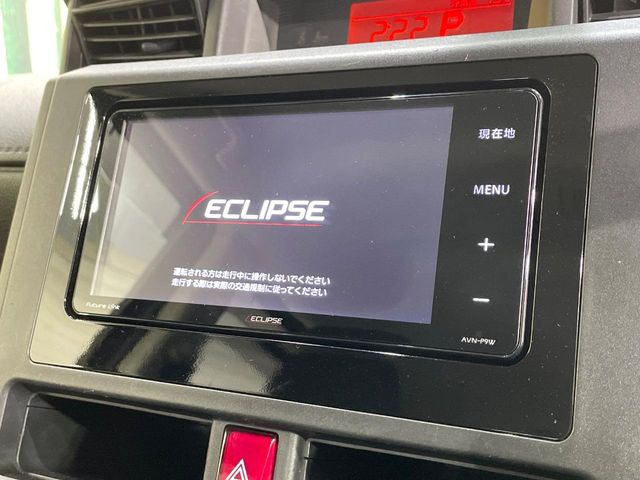 222 P
現在地
MENU
ECLIPSE
+
運転される方は走行中に操作しないでください
走行する際は実際の交通規制に従ってください
−
Future Link
ECLIPSE
AVN-P9W